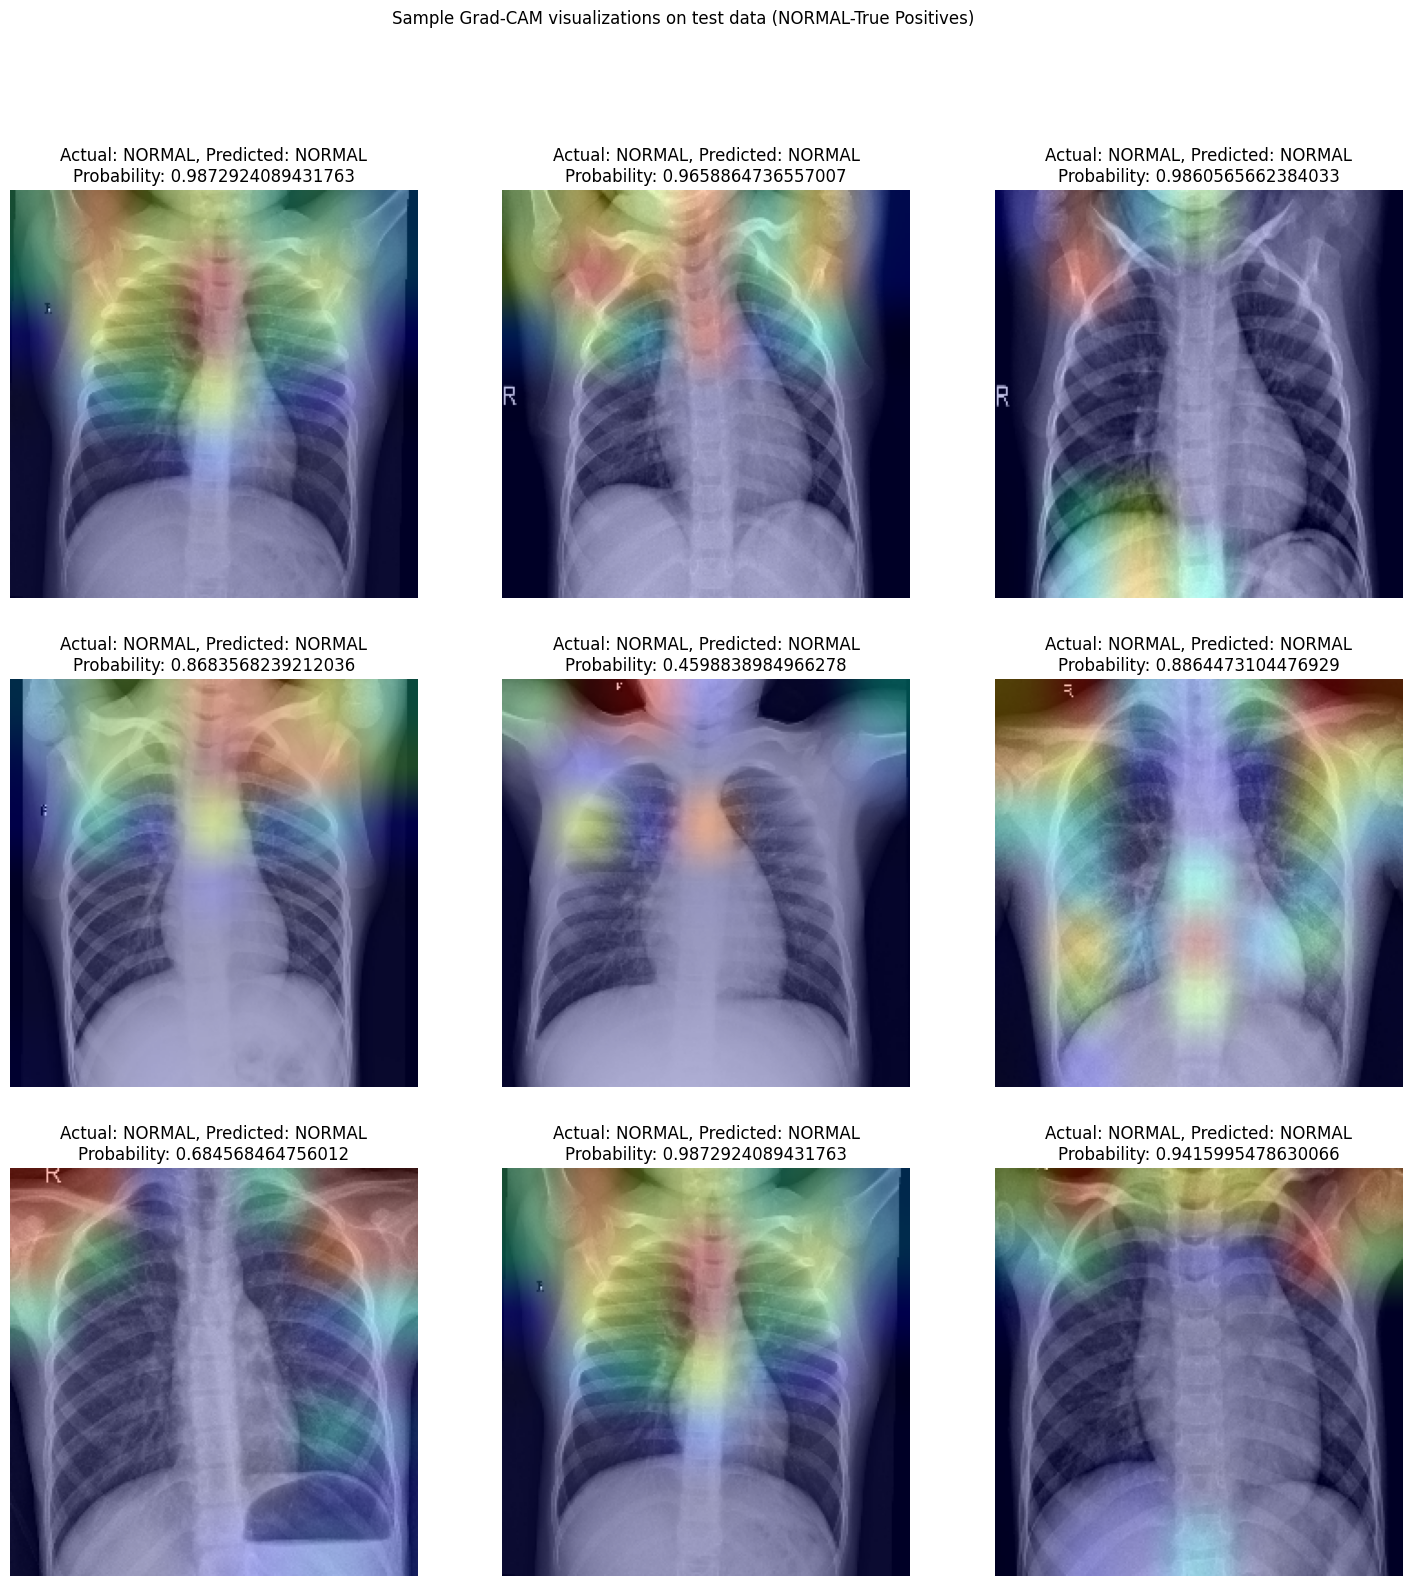 Sample Grad-CAM visualizations on test data (NORMAL-True Positives)
Actual: NORMAL, Predicted: NORMAL
Probability: 0.9872924089431763
Actual: NORMAL, Predicted: NORMAL
Probability: 0.9658864736557007
Actual: NORMAL, Predicted: NORMAL
Probability: 0.9860565662384033
R
R
Actual: NORMAL, Predicted: NORMAL
Probability: 0.8683568239212036
Actual: NORMAL, Predicted: NORMAL
Probability: 0.4598838984966278
Actual: NORMAL, Predicted: NORMAL
Probability: 0.8864473104476929
Actual: NORMAL, Predicted: NORMAL
Probability: 0.684568464756012
Actual: NORMAL, Predicted: NORMAL
Probability: 0.9872924089431763
Actual: NORMAL, Predicted: NORMAL
Probability: 0.9415995478630066
R